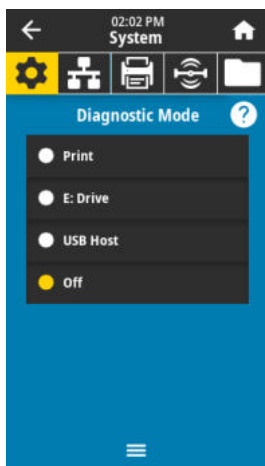 02:02 PM
System
Diagnostic Mode
?
Print
E: Drive
USB Host
Off